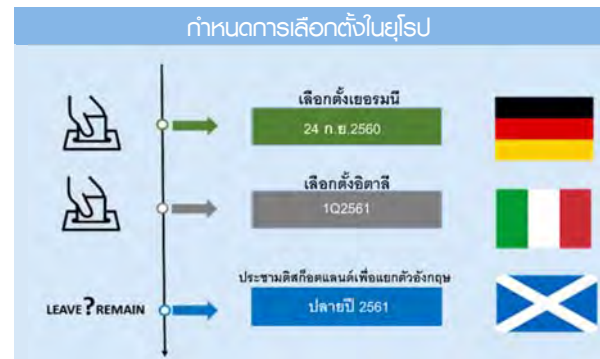 กำหนดการเลือกตั้งในยุโรป
เลือกตั้งเยอรมนี
24 ก.ย.2560
เลือกตั้งอิตาลี
1Q2561
ประชามติสก็อตแลนด์เพื่อแยกตัวอังกฤษ
LEAVE?REMAIN
ปลายปี 2561